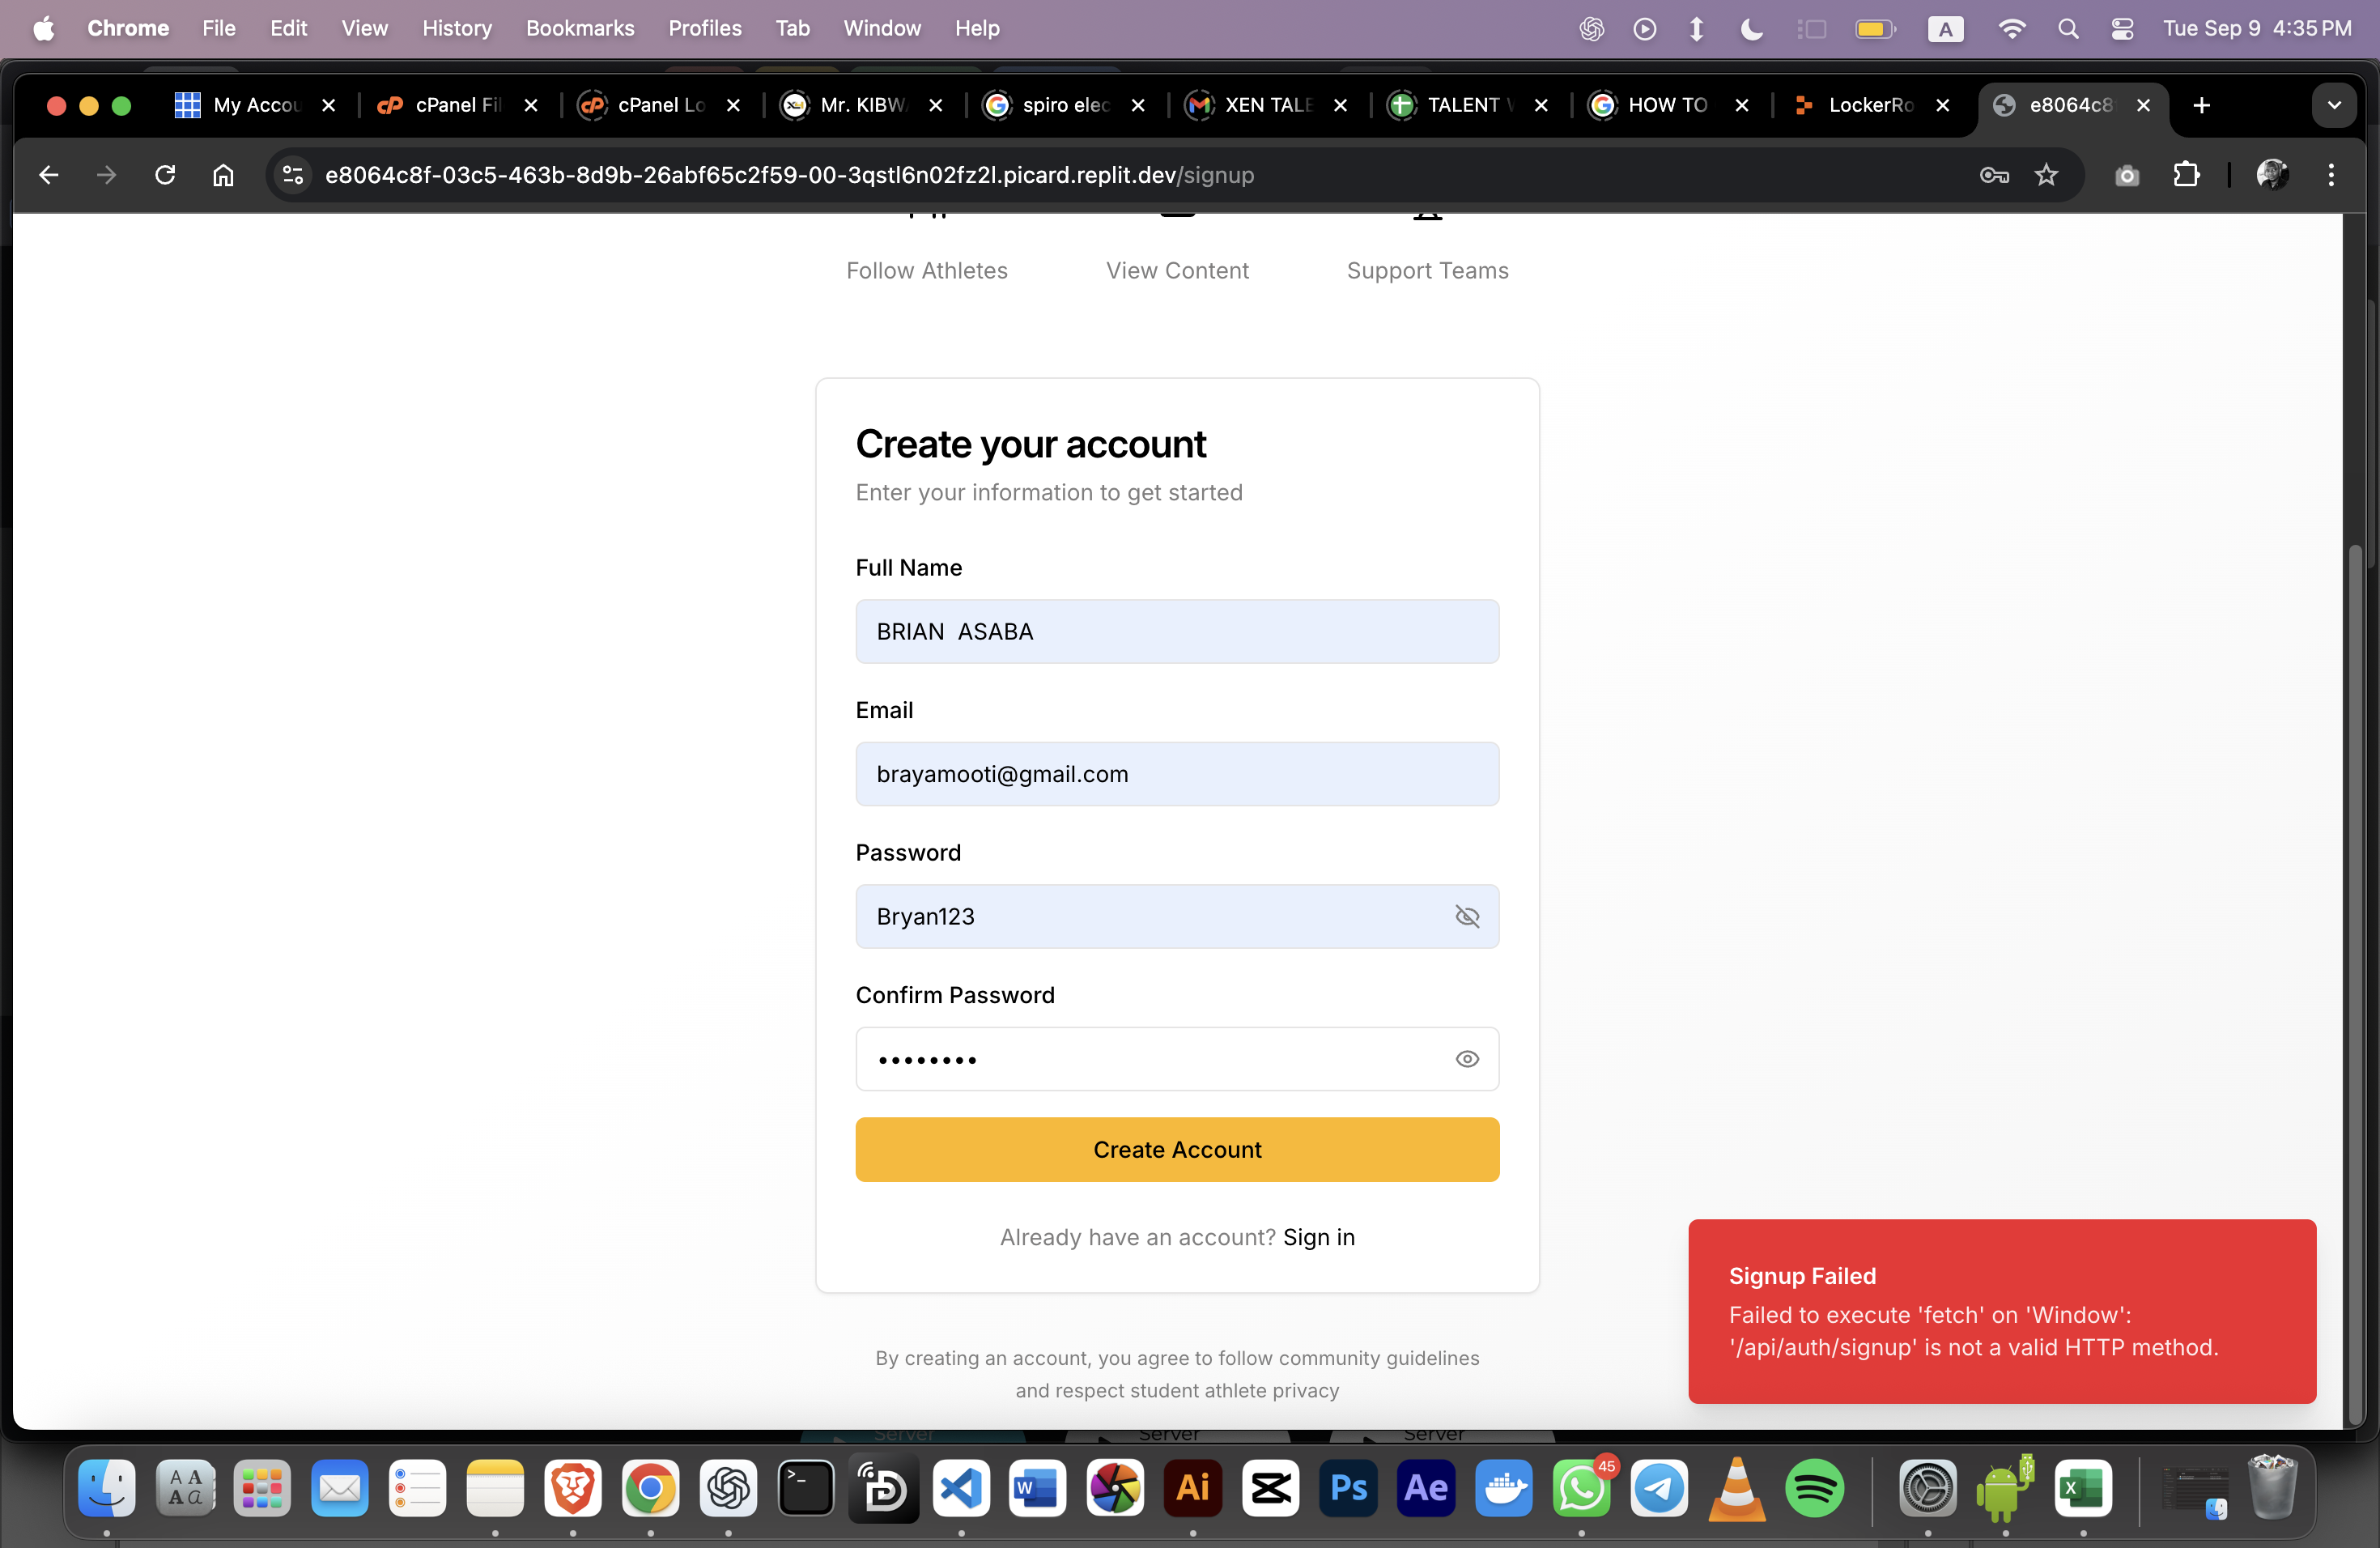 Chrome File Edit View History Bookmarks Profiles Tab Window Help
A Tue Sep 9 4:35 PM
My Accou cPanel Fil cPanel Lo Mr. KIBW spiro elec XEN TALE TALENT HOW TO LockerRo e8064c8
e8064c8f-03c5-463b-8d9b-26abf65c2f59-00-3qstl6n02fz2l.picard.replit.dev/signup
Follow Athletes View Content Support Teams
Create your account
Enter your information to get started
Full Name
BRIAN  ASABA
Email
brayamooti@gmail.com
Password
Bryan123
Confirm Password
••••••••
Create Account
Already have an account? Sign in
Signup Failed
Failed to execute 'fetch' on 'Window':
'/api/auth/signup' is not a valid HTTP method.
By creating an account, you agree to follow community guidelines
and respect student athlete privacy
Server Server Server
45
W Ai Ps Ae X